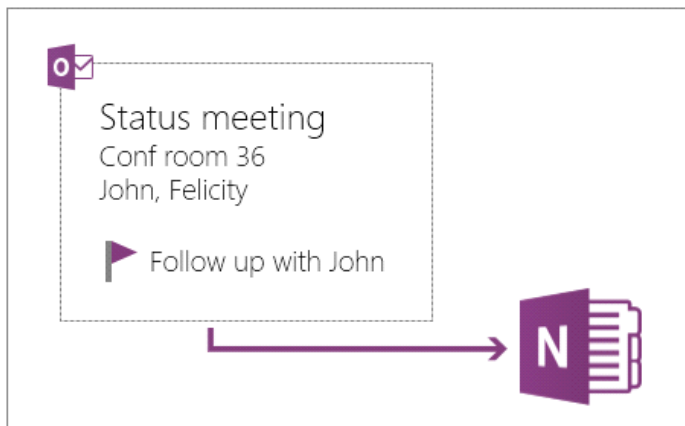 O
Status meeting
Conf room 36
John, Felicity
Follow up with John
N